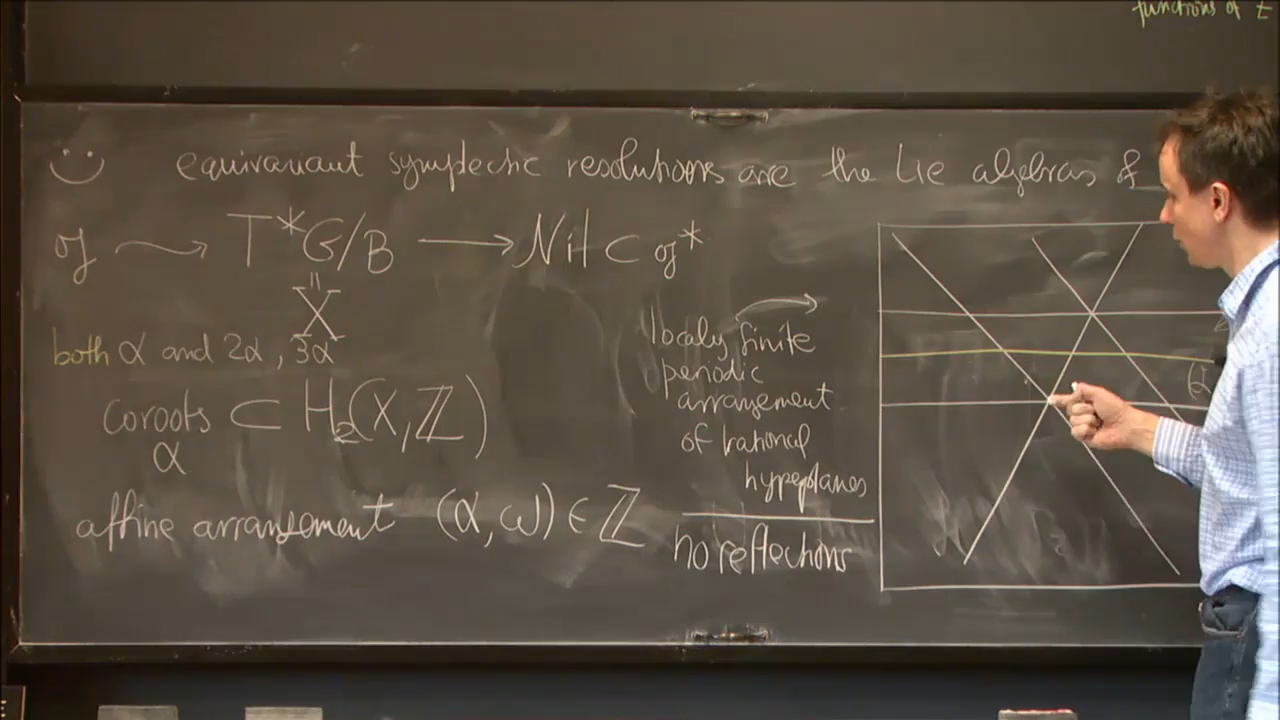 functions of t
equivariant symplectic resolutions are the Lie algebras of
𝔤 ⇝ T*G/B ⟶ Nil ⊂ 𝔤*
"
X
both α and 2α, 3α
coroots ⊂ H₂(X, ℤ)
α
affine arrangement (α, ω) ∈ ℤ
localy finite
periodic
arrangement
of rational
hyperplanes
no reflections